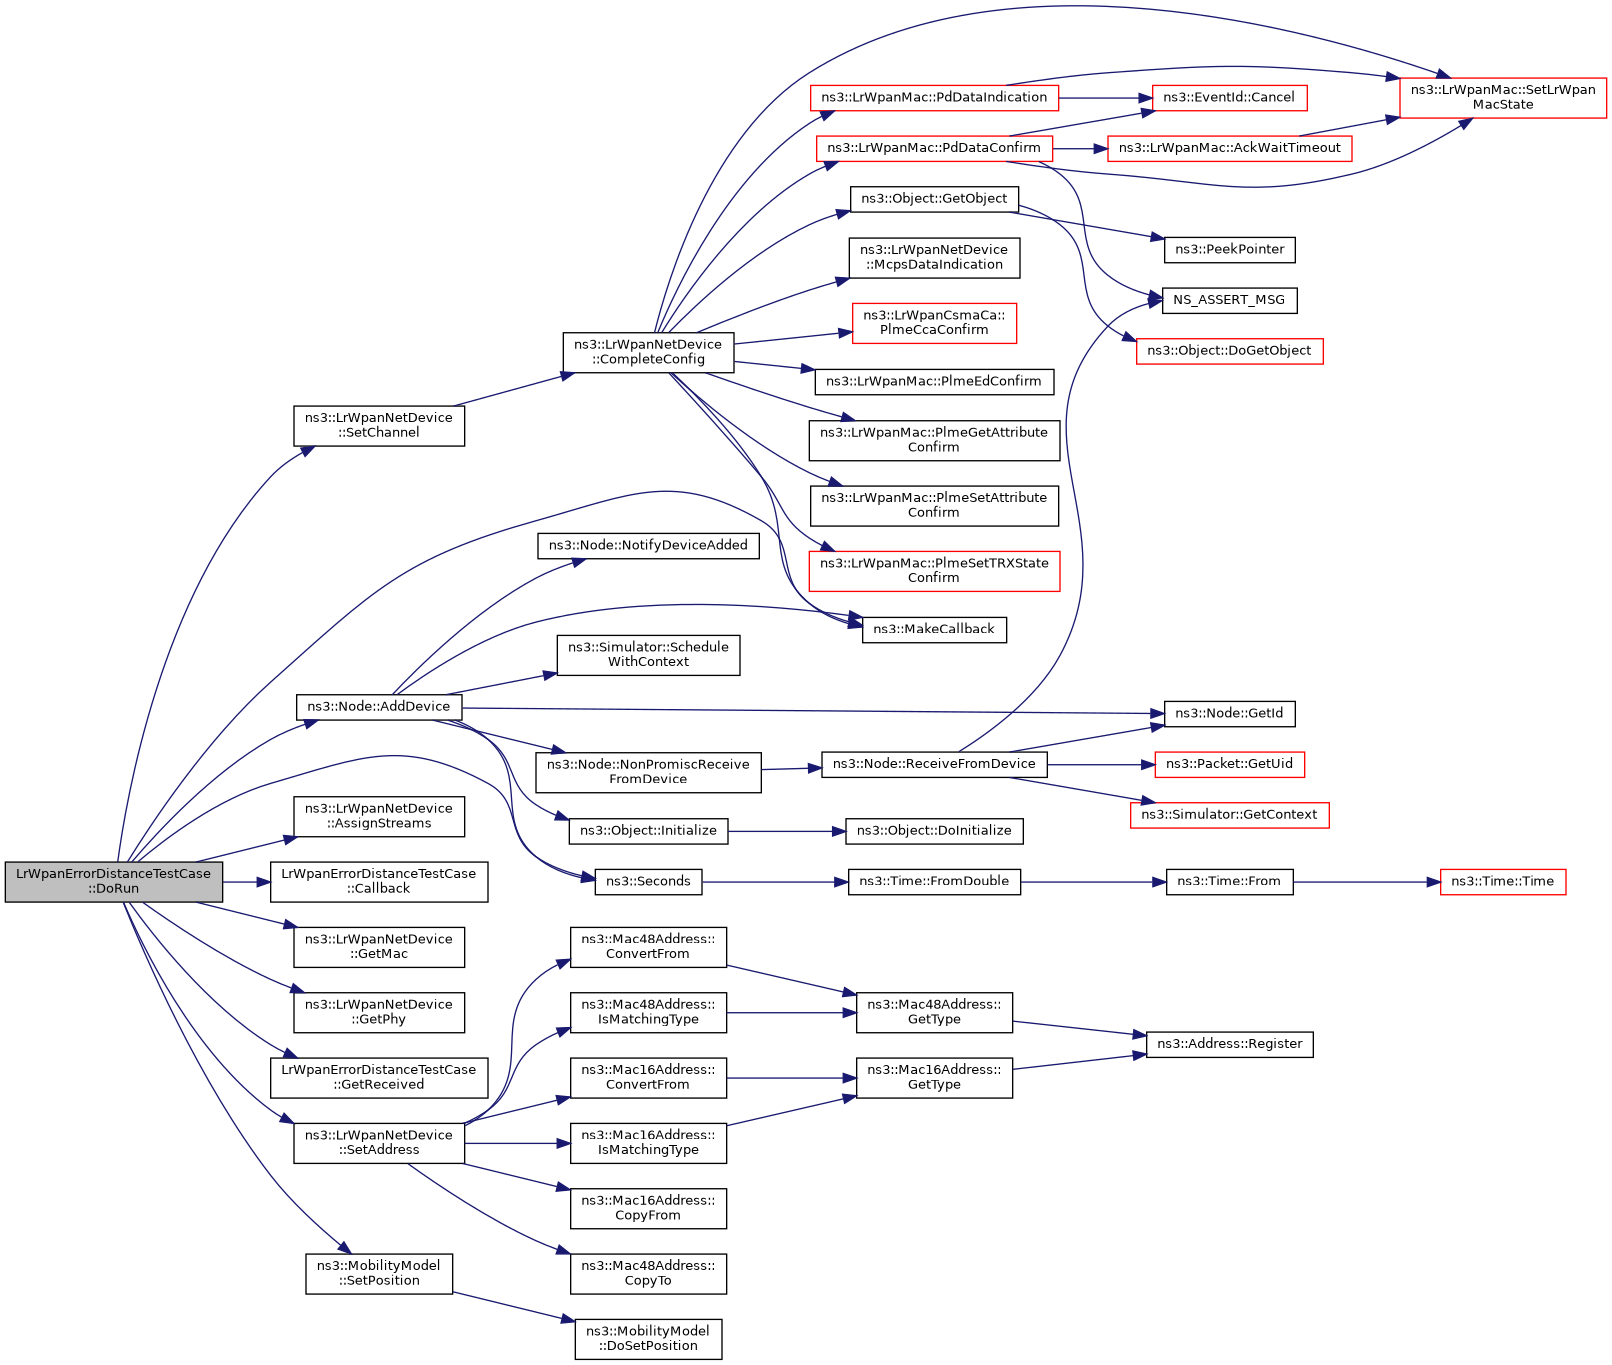 LrWpanErrorDistanceTestCase
::DoRun
ns3::LrWpanNetDevice
::SetChannel
ns3::Node::AddDevice
ns3::LrWpanNetDevice
::AssignStreams
LrWpanErrorDistanceTestCase
::Callback
ns3::LrWpanNetDevice
::GetMac
ns3::LrWpanNetDevice
::GetPhy
LrWpanErrorDistanceTestCase
::GetReceived
ns3::LrWpanNetDevice
::SetAddress
ns3::MobilityModel
::SetPosition
ns3::LrWpanNetDevice
::CompleteConfig
ns3::Node::NotifyDeviceAdded
ns3::Simulator::Schedule
WithContext
ns3::Node::NonPromiscReceive
FromDevice
ns3::Object::Initialize
ns3::Seconds
ns3::Mac48Address::
ConvertFrom
ns3::Mac48Address::
IsMatchingType
ns3::Mac16Address::
ConvertFrom
ns3::Mac16Address::
IsMatchingType
ns3::Mac16Address::
CopyFrom
ns3::Mac48Address::
CopyTo
ns3::MobilityModel
::DoSetPosition
ns3::LrWpanMac::PdDataIndication
ns3::LrWpanMac::PdDataConfirm
ns3::Object::GetObject
ns3::LrWpanNetDevice
::McpsDataIndication
ns3::LrWpanCsmaCa::
PlmeCcaConfirm
ns3::LrWpanMac::PlmeEdConfirm
ns3::LrWpanMac::PlmeGetAttribute
Confirm
ns3::LrWpanMac::PlmeSetAttribute
Confirm
ns3::LrWpanMac::PlmeSetTRXState
Confirm
ns3::MakeCallback
ns3::Node::ReceiveFromDevice
ns3::Object::DoInitialize
ns3::Time::FromDouble
ns3::Mac48Address::
GetType
ns3::Mac16Address::
GetType
ns3::EventId::Cancel
ns3::LrWpanMac::AckWaitTimeout
ns3::PeekPointer
NS_ASSERT_MSG
ns3::Object::DoGetObject
ns3::Node::GetId
ns3::Packet::GetUid
ns3::Simulator::GetContext
ns3::Time::From
ns3::Address::Register
ns3::LrWpanMac::SetLrWpan
MacState
ns3::Time::Time